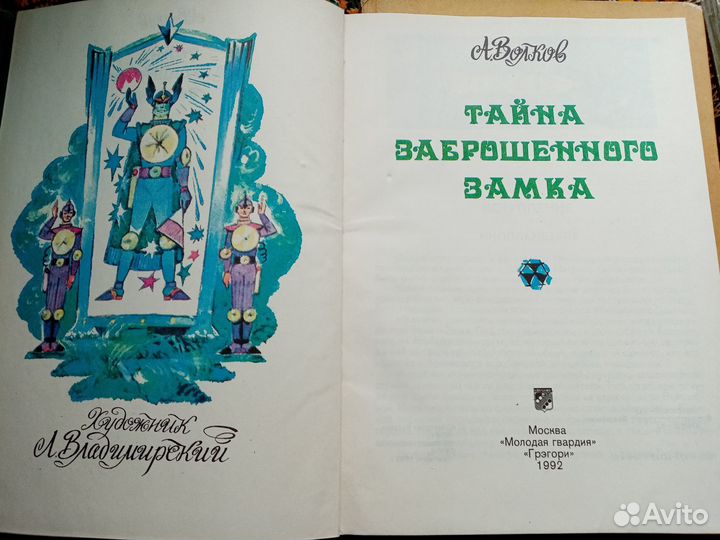 Художник
Л. Владимирский
А. Волков
ТАЙНА
ЗАБРОШЕННОГО
ЗАМКА
Москва
«Молодая гвардия»
«Грэгори»
1992
Avito